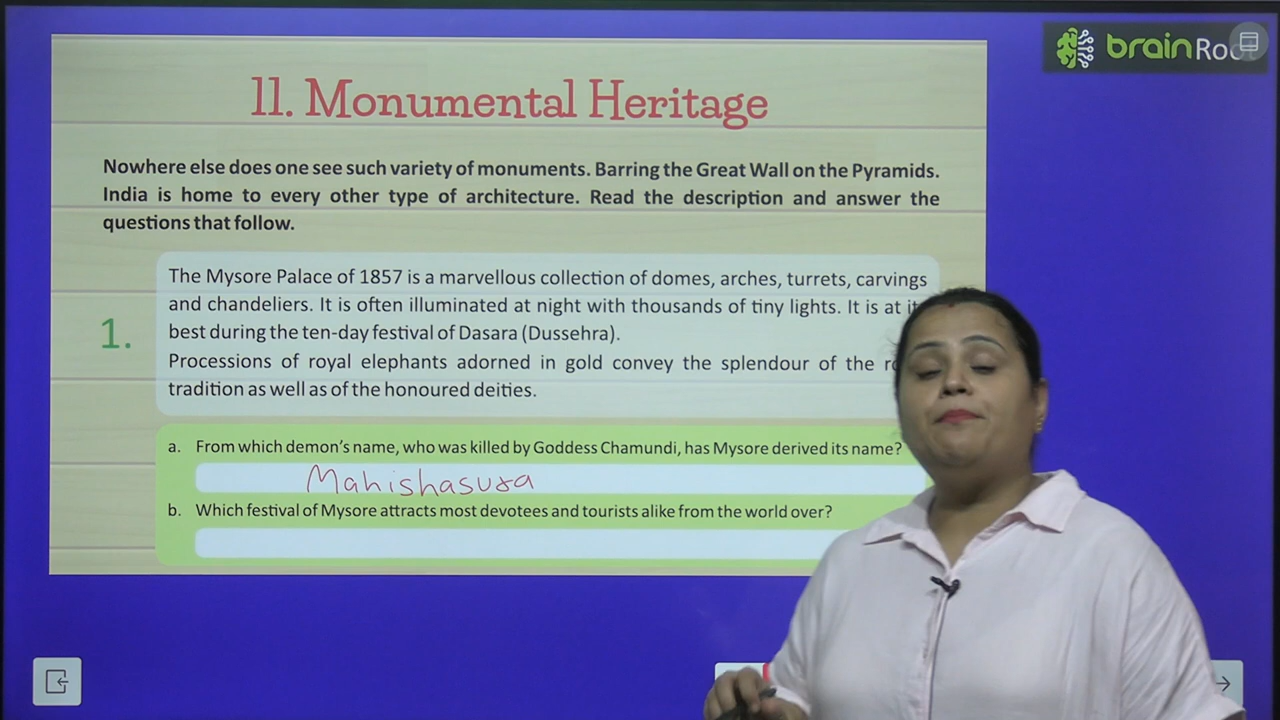 brainRo
11. Monumental Heritage
Nowhere else does one see such variety of monuments. Barring the Great Wall on the Pyramids.
India is home to every other type of architecture. Read the description and answer the
questions that follow.
1.
The Mysore Palace of 1857 is a marvellous collection of domes, arches, turrets, carvings
and chandeliers. It is often illuminated at night with thousands of tiny lights. It is at
best during the ten-day festival of Dasara (Dussehra).
Processions of royal elephants adorned in gold convey the splendour of the
tradition as well as of the honoured deities.
a. From which demon's name, who was killed by Goddess Chamundi, has Mysore derived its name?
Mahishasura
b. Which festival of Mysore attracts most devotees and tourists alike from the world over?